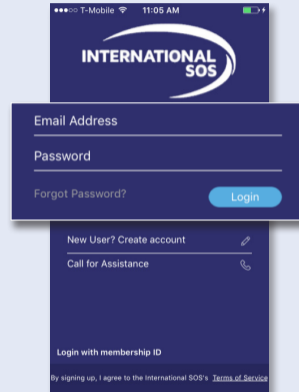 T-Mobile 11:05 AM
INTERNATIONAL
SOS
Email Address
Password
Forgot Password? Login
New User? Create account
Call for Assistance
Login with membership ID
By signing up, I agree to the International SOS's Terms of Service